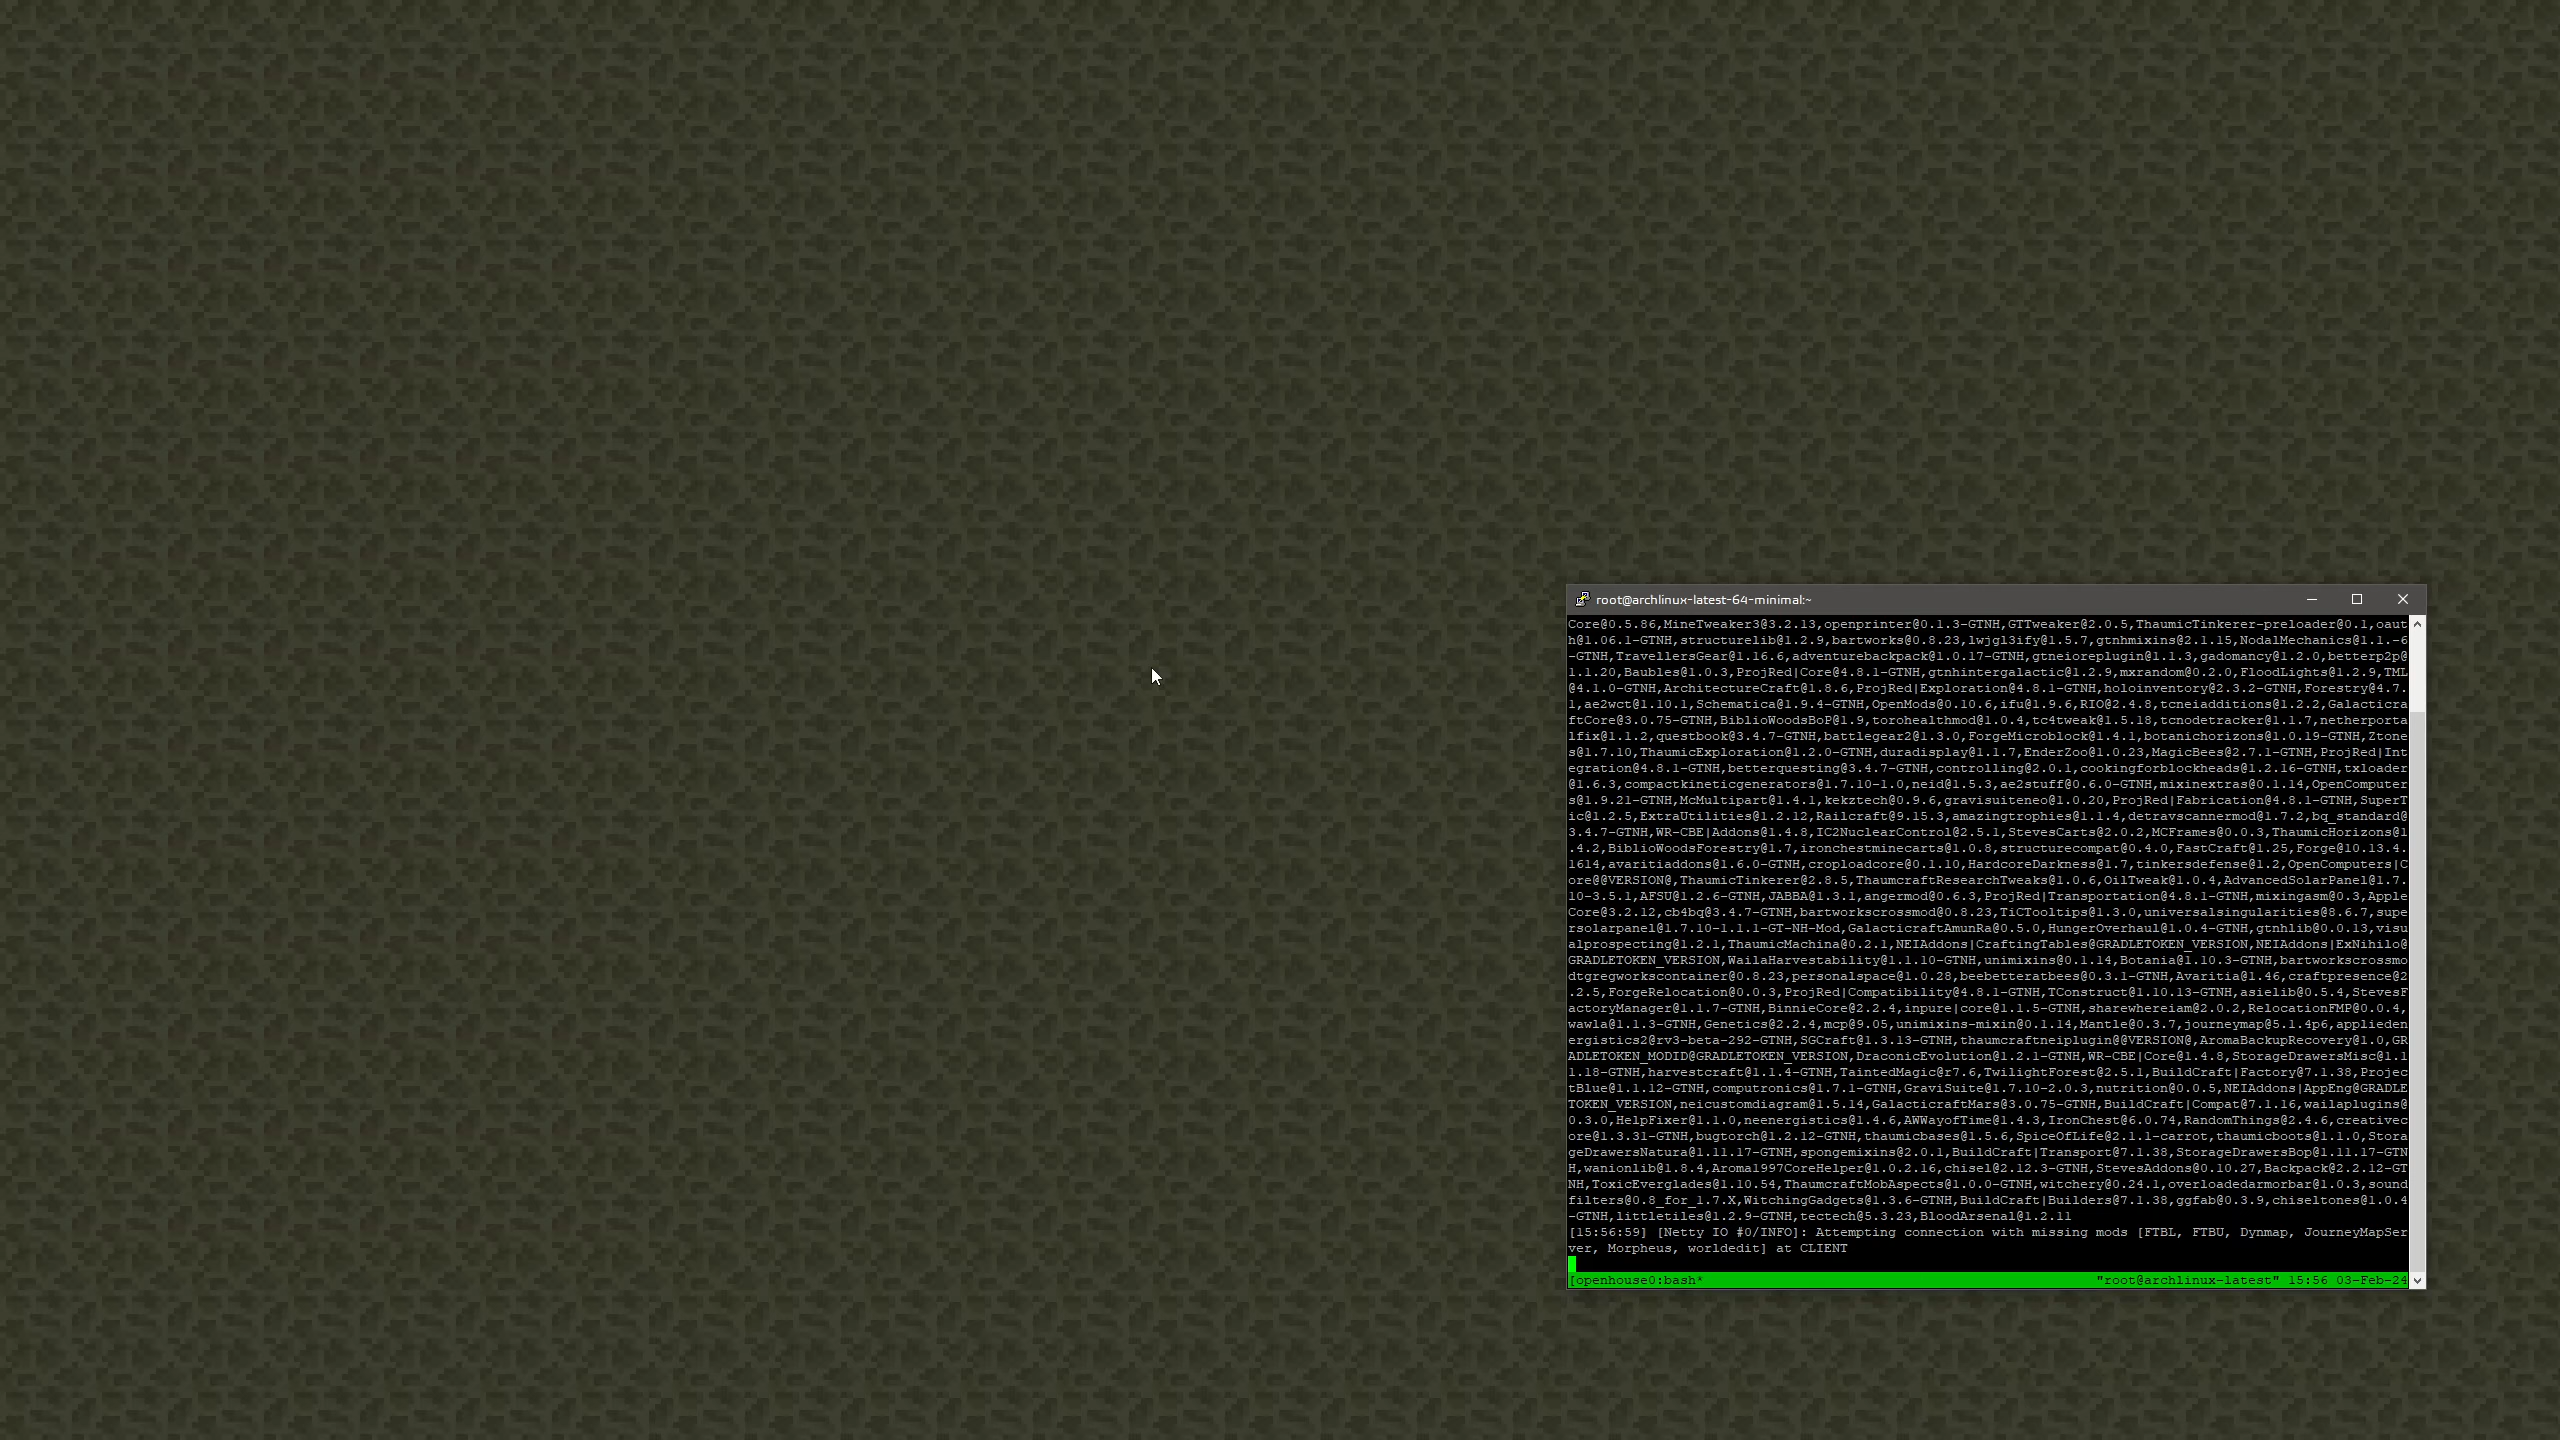 root@archlinux-latest-64-minimal:~
Core@0.5.86,MineTweaker3@3.2.13,openprinter@0.1.3-GTNH,GTTweaker@2.0.5,ThaumicTinkerer-preloader@0.1,oaut
h@1.06.1-GTNH,structurelib@1.2.9,bartworks@0.8.23,lwjgl3ify@1.5.7,gtnhmixins@2.1.15,NodalMechanics@1.1.-6
-GTNH,TravellersGear@1.16.6,adventurebackpack@1.0.17-GTNH,gtneioreplugin@1.1.3,gadomancy@1.2.0,betterp2p@
1.1.20,Baubles@1.0.3,ProjRed|Core@4.8.1-GTNH,gtnhintergalactic@1.2.9,mxrandom@0.2.0,FloodLights@1.2.9,TML
@4.1.0-GTNH,ArchitectureCraft@1.8.6,ProjRed|Exploration@4.8.1-GTNH,holoinventory@2.3.2-GTNH,Forestry@4.7.
1,ae2wct@1.10.1,Schematica@1.9.4-GTNH,OpenMods@0.10.6,ifu@1.9.6,RIO@2.4.8,tcneiadditions@1.2.2,Galacticra
ftCore@3.0.75-GTNH,BiblioWoodsBoP@1.9,torohealthmod@1.0.4,tc4tweak@1.5.18,tcnodetracker@1.1.7,netherporta
lfix@1.1.2,questbook@3.4.7-GTNH,battlegear2@1.3.0,ForgeMicroblock@1.4.1,botanichorizons@1.0.19-GTNH,Ztone
s@1.7.10,ThaumicExploration@1.2.0-GTNH,duradisplay@1.1.7,EnderZoo@1.0.23,MagicBees@2.7.1-GTNH,ProjRed|Int
egration@4.8.1-GTNH,betterquesting@3.4.7-GTNH,controlling@2.0.1,cookingforblockheads@1.2.16-GTNH,txloader
@1.6.3,compactkineticgenerators@1.7.10-1.0,neid@1.5.3,ae2stuff@0.6.0-GTNH,mixinextras@0.1.14,OpenComputer
s@1.9.21-GTNH,McMultipart@1.4.1,kekztech@0.9.6,gravisuiteneo@1.0.20,ProjRed|Fabrication@4.8.1-GTNH,SuperT
ic@1.2.5,ExtraUtilities@1.2.12,Railcraft@9.15.3,amazingtrophies@1.1.4,detravscannermod@1.7.2,bq_standard@
3.4.7-GTNH,WR-CBE|Addons@1.4.8,IC2NuclearControl@2.5.1,StevesCarts@2.0.2,MCFrames@0.0.3,ThaumicHorizons@1
.4.2,BiblioWoodsForestry@1.7,ironchestminecarts@1.0.8,structurecompat@0.4.0,FastCraft@1.25,Forge@10.13.4.
1614,avaritiaddons@1.6.0-GTNH,croploadcore@0.1.10,HardcoreDarkness@1.7,tinkersdefense@1.2,OpenComputers|C
ore@@VERSION@,ThaumicTinkerer@2.8.5,ThaumcraftResearchTweaks@1.0.6,OilTweak@1.0.4,AdvancedSolarPanel@1.7.
10-3.5.1,AFSU@1.2.6-GTNH,JABBA@1.3.1,angermod@0.6.3,ProjRed|Transportation@4.8.1-GTNH,mixingasm@0.3,Apple
Core@3.2.12,cb4bq@3.4.7-GTNH,bartworkscrossmod@0.8.23,TiCTooltips@1.3.0,universalsingularities@8.6.7,supe
rsolarpanel@1.7.10-1.1.1-GT-NH-Mod,GalacticraftAmunRa@0.5.0,HungerOverhaul@1.0.4-GTNH,gtnhlib@0.0.13,visu
alprospecting@1.2.1,ThaumicMachina@0.2.1,NEIAddons|CraftingTables@GRADLETOKEN_VERSION,NEIAddons|ExNihilo@
GRADLETOKEN_VERSION,WailaHarvestability@1.1.10-GTNH,unimixins@0.1.14,Botania@1.10.3-GTNH,bartworkscrossmo
dtgregworkscontainer@0.8.23,personalspace@1.0.28,beebetteratbees@0.3.1-GTNH,Avaritia@1.46,craftpresence@2
.2.5,ForgeRelocation@0.0.3,ProjRed|Compatibility@4.8.1-GTNH,TConstruct@1.10.13-GTNH,asielib@0.5.4,StevesF
actoryManager@1.1.7-GTNH,BinnieCore@2.2.4,inpure|core@1.1.5-GTNH,sharewhereiam@2.0.2,RelocationFMP@0.0.4,
wawla@1.1.3-GTNH,Genetics@2.2.4,mcp@9.05,unimixins-mixin@0.1.14,Mantle@0.3.7,journeymap@5.1.4p6,applieden
ergistics2@rv3-beta-292-GTNH,SGCraft@1.3.13-GTNH,thaumcraftneiplugin@@VERSION@,AromaBackupRecovery@1.0,GR
ADLETOKEN_MODID@GRADLETOKEN_VERSION,DraconicEvolution@1.2.1-GTNH,WR-CBE|Core@1.4.8,StorageDrawersMisc@1.1
1.18-GTNH,harvestcraft@1.1.4-GTNH,TaintedMagic@r7.6,TwilightForest@2.5.1,BuildCraft|Factory@7.1.38,Projec
tBlue@1.1.12-GTNH,computronics@1.7.1-GTNH,GraviSuite@1.7.10-2.0.3,nutrition@0.0.5,NEIAddons|AppEng@GRADLE
TOKEN_VERSION,neicustomdiagram@1.5.14,GalacticraftMars@3.0.75-GTNH,BuildCraft|Compat@7.1.16,wailaplugins@
0.3.0,HelpFixer@1.1.0,neenergistics@1.4.6,AWWayofTime@1.4.3,IronChest@6.0.74,RandomThings@2.4.6,creativec
ore@1.3.31-GTNH,bugtorch@1.2.12-GTNH,thaumicbases@1.5.6,SpiceOfLife@2.1.1-carrot,thaumicboots@1.1.0,Stora
geDrawersNatura@1.11.17-GTNH,spongemixins@2.0.1,BuildCraft|Transport@7.1.38,StorageDrawersBop@1.11.17-GTN
H,wanionlib@1.8.4,Aroma1997CoreHelper@1.0.2.16,chisel@2.12.3-GTNH,StevesAddons@0.10.27,Backpack@2.2.12-GT
NH,ToxicEverglades@1.10.54,ThaumcraftMobAspects@1.0.0-GTNH,witchery@0.24.1,overloadedarmorbar@1.0.3,sound
filters@0.8_for_1.7.X,WitchingGadgets@1.3.6-GTNH,BuildCraft|Builders@7.1.38,ggfab@0.3.9,chiseltones@1.0.4
-GTNH,littletiles@1.2.9-GTNH,tectech@5.3.23,BloodArsenal@1.2.11
[15:56:59] [Netty IO #0/INFO]: Attempting connection with missing mods [FTBL, FTBU, Dynmap, JourneyMapSer
ver, Morpheus, worldedit] at CLIENT
[openhouse0:bash* "root@archlinux-latest" 15:56 03-Feb-24